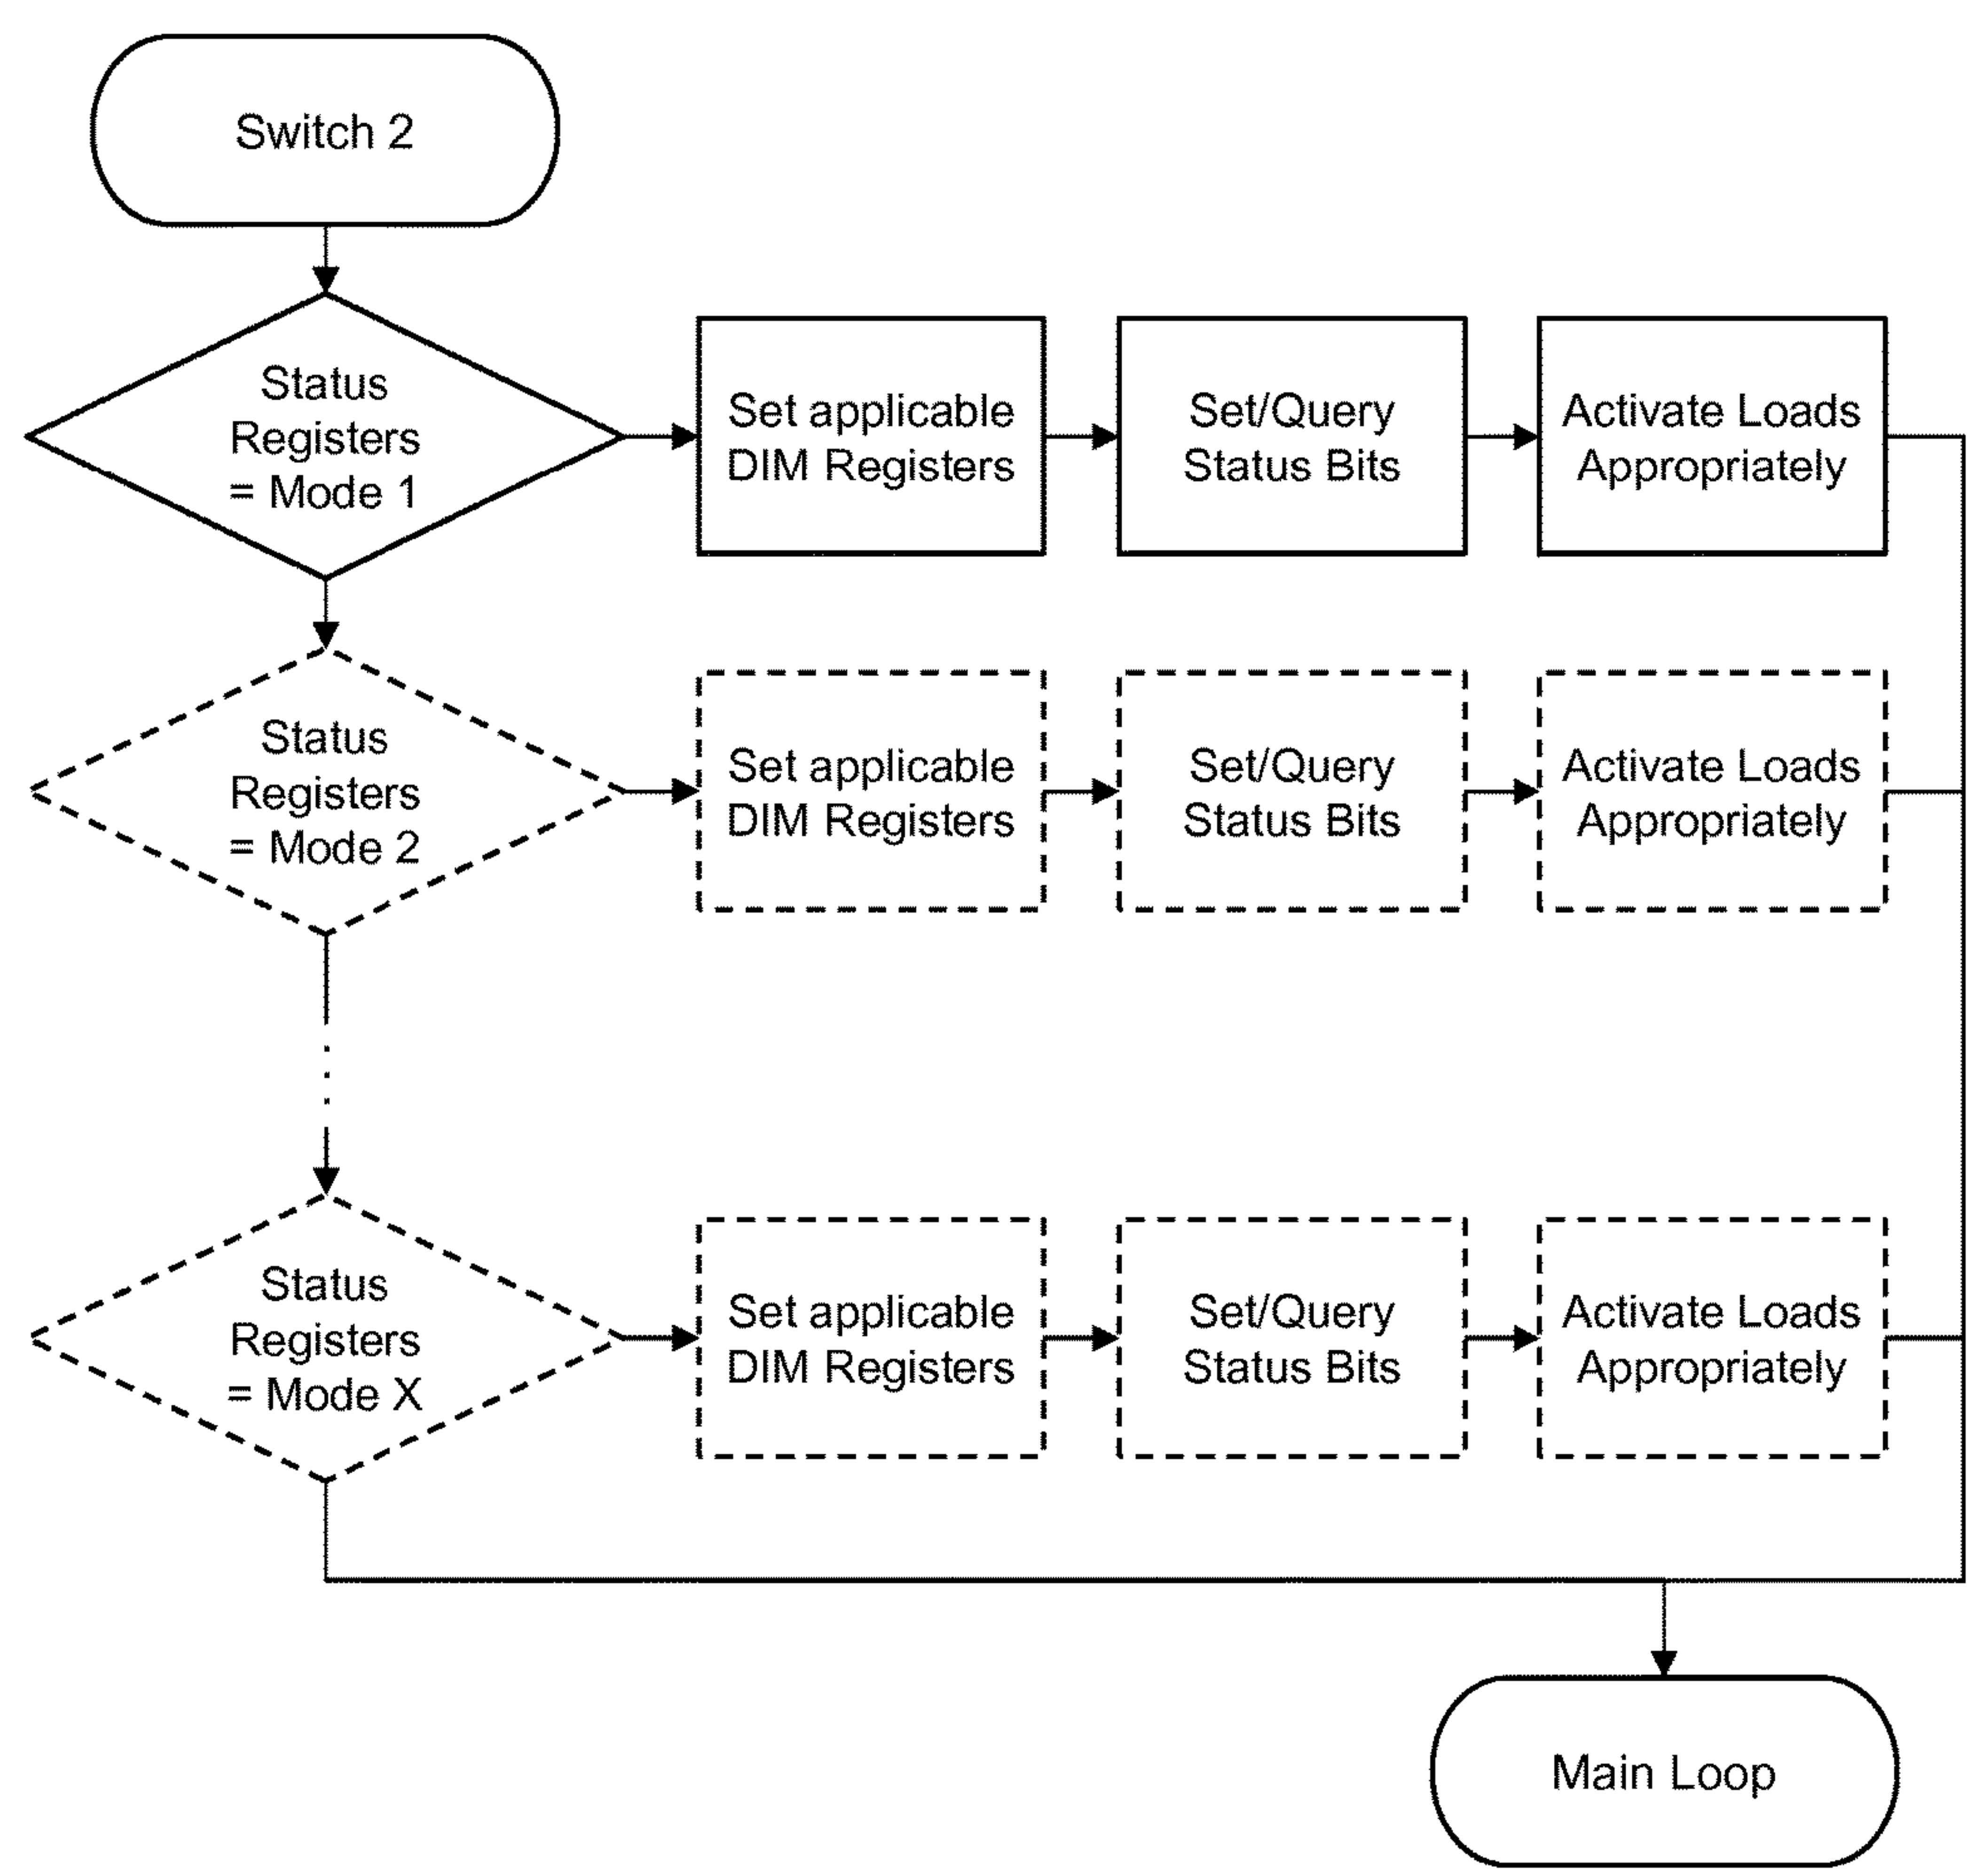 Switch 2
Status
Registers
= Mode 1
Set applicable
DIM Registers
Set/Query
Status Bits
Activate Loads
Appropriately
Status
Registers
= Mode 2
Set applicable
DIM Registers
Set/Query
Status Bits
Activate Loads
Appropriately
Status
Registers
= Mode X
Set applicable
DIM Registers
Set/Query
Status Bits
Activate Loads
Appropriately
Main Loop